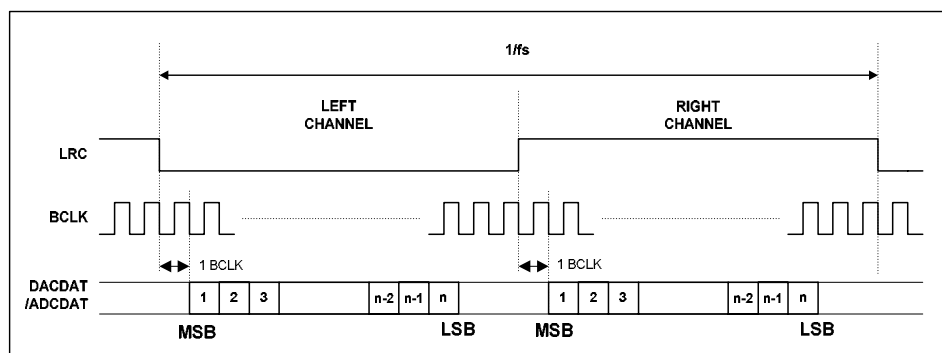 1/fs
LEFT CHANNEL
RIGHT CHANNEL
LRC
BCLK
1 BCLK
1 BCLK
DACDAT
/ADCDAT
1 2 3 n-2 n-1 n 1 2 3 n-2 n-1 n
MSB LSB MSB LSB